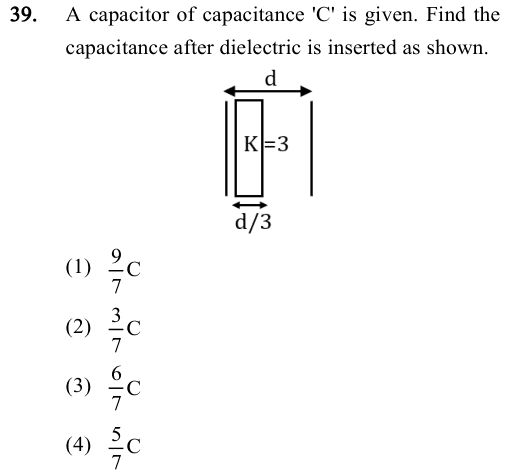 39. A capacitor of capacitance 'C' is given. Find the
capacitance after dielectric is inserted as shown.
d
K=3
d/3
(1) 9/7 C
(2) 3/7 C
(3) 6/7 C
(4) 5/7 C